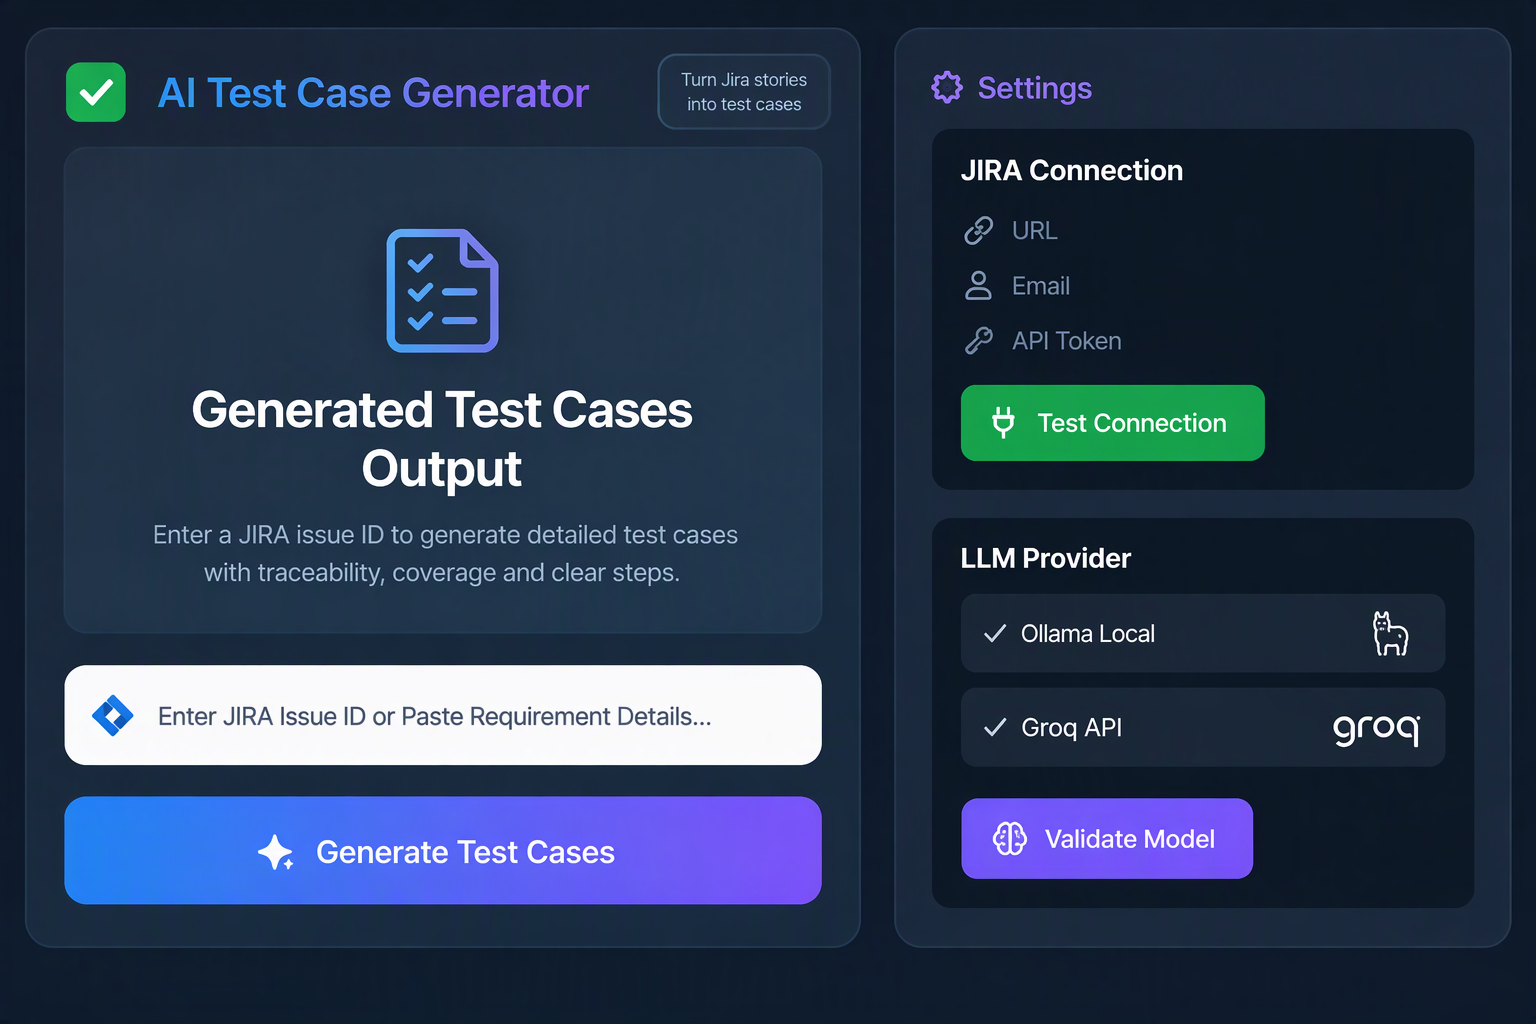 AI Test Case Generator
Turn Jira stories
into test cases
Generated Test Cases
Output
Enter a JIRA issue ID to generate detailed test cases
with traceability, coverage and clear steps.
Enter JIRA Issue ID or Paste Requirement Details...
Generate Test Cases
Settings
JIRA Connection
URL
Email
API Token
Test Connection
LLM Provider
Ollama Local
Groq API
groq
Validate Model